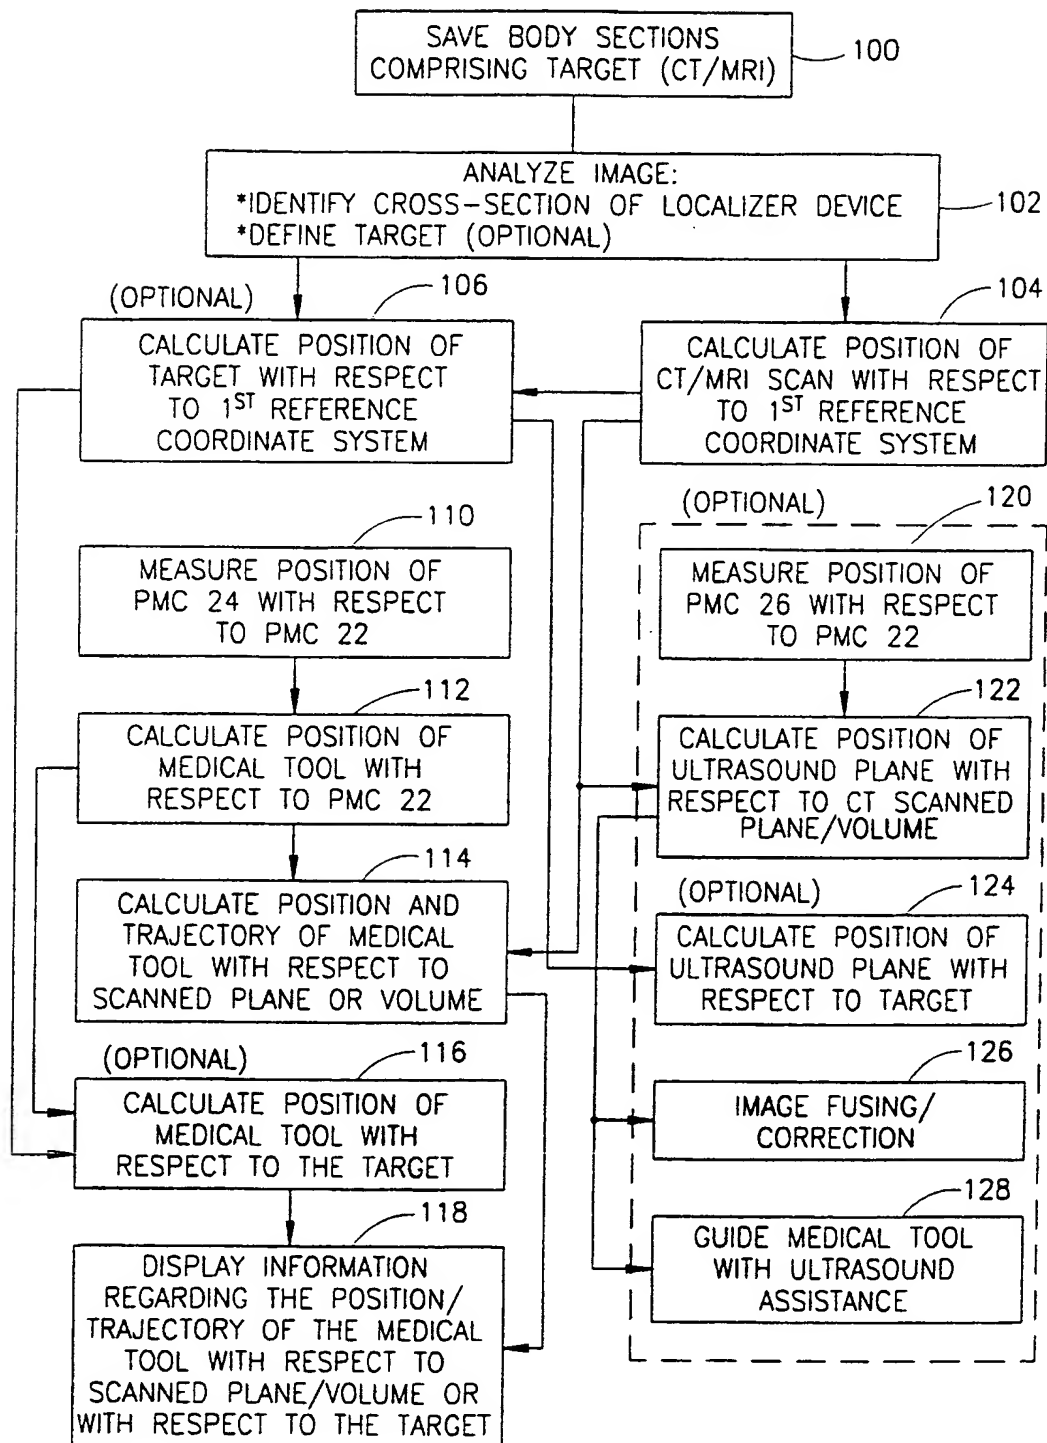 SAVE BODY SECTIONS
COMPRISING TARGET (CT/MRI)
100
ANALYZE IMAGE:
*IDENTIFY CROSS-SECTION OF LOCALIZER DEVICE
*DEFINE TARGET (OPTIONAL)
102
(OPTIONAL)
106
CALCULATE POSITION OF
TARGET WITH RESPECT
TO 1ST REFERENCE
COORDINATE SYSTEM
104
CALCULATE POSITION OF
CT/MRI SCAN WITH RESPECT
TO 1ST REFERENCE
COORDINATE SYSTEM
110
MEASURE POSITION OF
PMC 24 WITH RESPECT
TO PMC 22
(OPTIONAL)
120
MEASURE POSITION OF
PMC 26 WITH RESPECT
TO PMC 22
112
CALCULATE POSITION OF
MEDICAL TOOL WITH
RESPECT TO PMC 22
122
CALCULATE POSITION OF
ULTRASOUND PLANE WITH
RESPECT TO CT SCANNED
PLANE/VOLUME
114
CALCULATE POSITION AND
TRAJECTORY OF MEDICAL
TOOL WITH RESPECT TO
SCANNED PLANE OR VOLUME
(OPTIONAL)
124
CALCULATE POSITION OF
ULTRASOUND PLANE WITH
RESPECT TO TARGET
(OPTIONAL)
116
CALCULATE POSITION OF
MEDICAL TOOL WITH
RESPECT TO THE TARGET
126
IMAGE FUSING/
CORRECTION
118
DISPLAY INFORMATION
REGARDING THE POSITION/
TRAJECTORY OF THE MEDICAL
TOOL WITH RESPECT TO
SCANNED PLANE/VOLUME OR
WITH RESPECT TO THE TARGET
128
GUIDE MEDICAL TOOL
WITH ULTRASOUND
ASSISTANCE